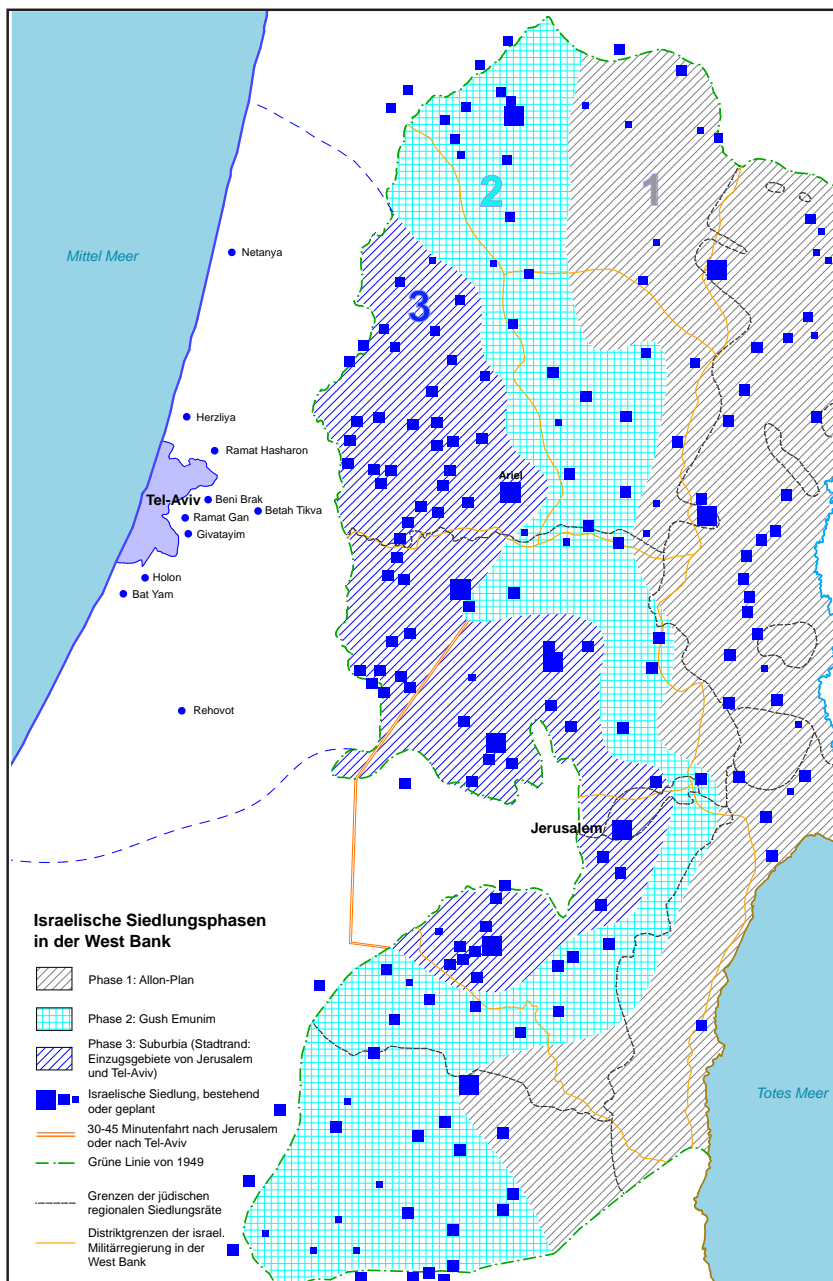 2
1
Mittel Meer
Netanya
3
Herzliya
Ramat Hasharon
Ariel
Tel-Aviv
Beni Brak
Betah Tikva
Ramat Gan
Givatayim
Holon
Bat Yam
Rehovot
Jerusalem
Israelische Siedlungsphasen
in der West Bank
Phase 1: Allon-Plan
Phase 2: Gush Emunim
Phase 3: Suburbia (Stadtrand:
Einzugsgebiete von Jerusalem
und Tel-Aviv)
Israelische Siedlung, bestehend
oder geplant
30-45 Minutenfahrt nach Jerusalem
oder nach Tel-Aviv
Grüne Linie von 1949
Grenzen der jüdischen
regionalen Siedlungsräte
Distriktgrenzen der israel.
Militärregierung in der
West Bank
Totes Meer